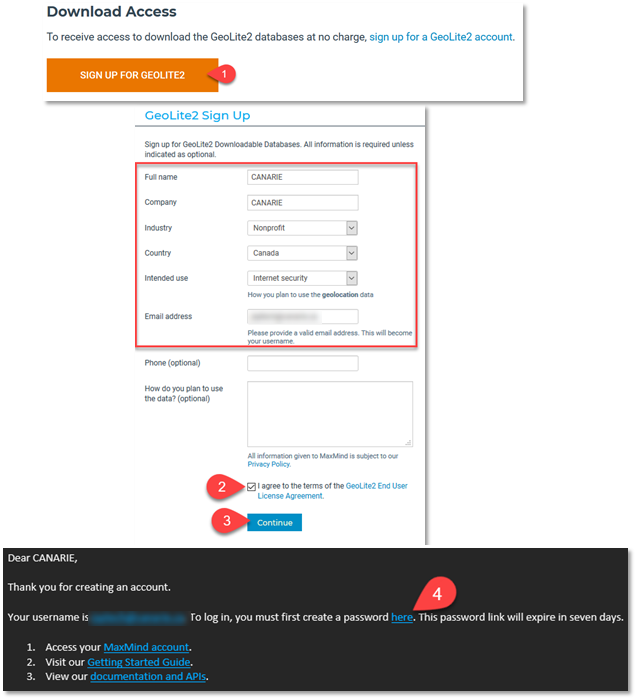 Download Access
To receive access to download the GeoLite2 databases at no charge, sign up for a GeoLite2 account.
SIGN UP FOR GEOLITE2
1
GeoLite2 Sign Up
Sign up for GeoLite2 Downloadable Databases. All information is required unless
indicated as optional.
Full name CANARIE
Company CANARIE
Industry Nonprofit
Country Canada
Intended use Internet security
How you plan to use the geolocation data
Email address
Please provide a valid email address. This will become
your username.
Phone (optional)
How do you plan to use
the data? (optional)
All information given to MaxMind is subject to our
Privacy Policy.
2 I agree to the terms of the GeoLite2 End User
License Agreement.
3 Continue
Dear CANARIE,
4
Thank you for creating an account.
Your username is To log in, you must first create a password here. This password link will expire in seven days.
1. Access your MaxMind account.
2. Visit our Getting Started Guide.
3. View our documentation and APIs.